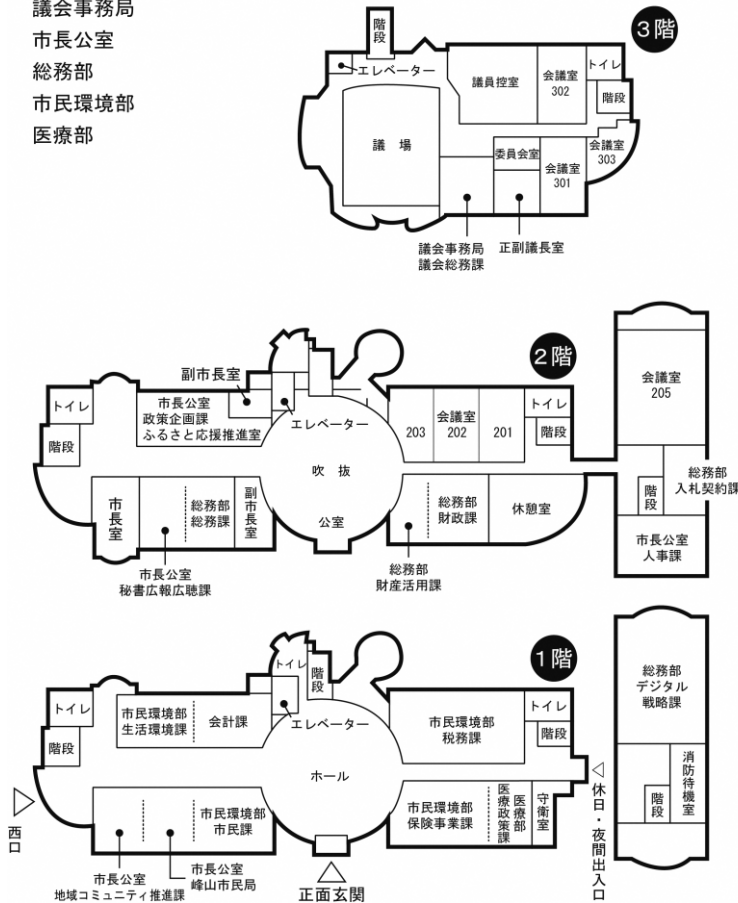 議会事務局
市長公室
総務部
市民環境部
医療部
3階
階段
エレベーター
議員控室
会議室
302
トイレ
階段
議 場
委員会室
会議室
301
会議室
303
議会事務局
議会総務課
正副議長室
2階
副市長室
トイレ
階段
市長公室
政策企画課
ふるさと応援推進室
エレベーター
吹 抜
公室
203
会議室
202
201
トイレ
階段
会議室
205
市長室
総務部
総務課
副市長室
市長公室
秘書広報広聴課
総務部
財政課
休憩室
総務部
財産活用課
階段
総務部
入札契約課
市長公室
人事課
1階
トイレ
階段
トイレ
階段
市民環境部
生活環境課
会計課
エレベーター
ホール
市民環境部
税務課
トイレ
階段
総務部
デジタル
戦略課
消防待機室
階段
西口
市民環境部
市民課
市長公室
地域コミュニティ推進課
市長公室
峰山市民局
正面玄関
市民環境部
保険事業課
医療部
医療政策課
守衛室
休日・夜間出入口